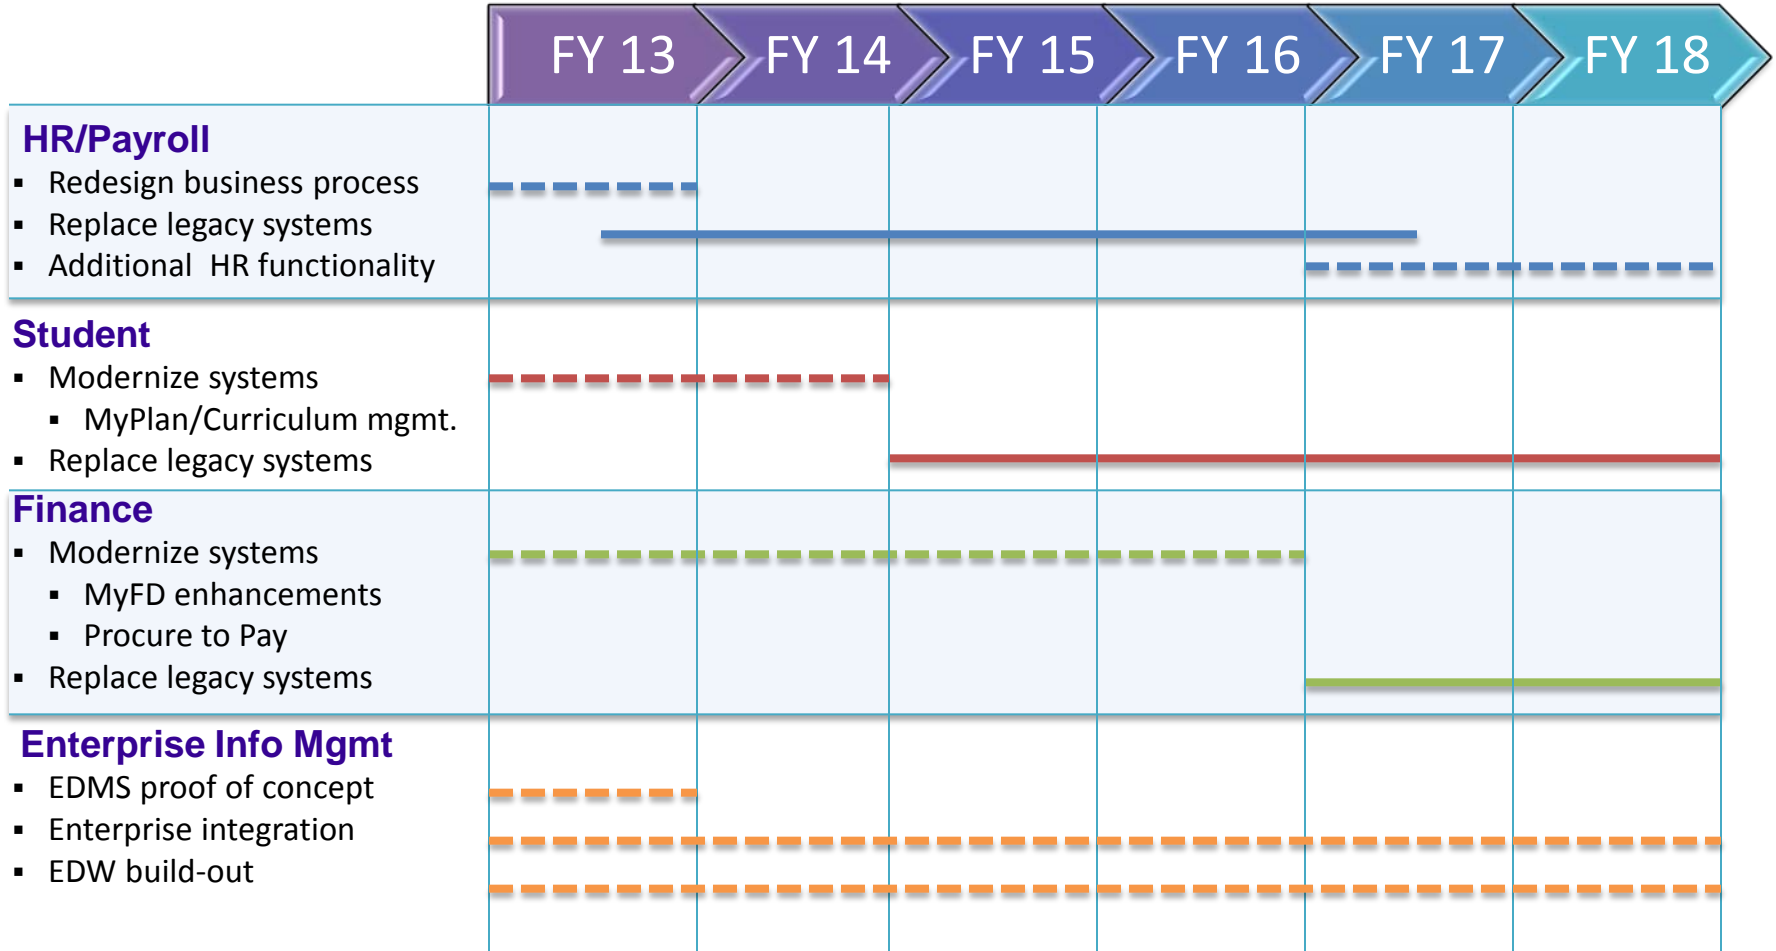 FY 13 FY 14 FY 15 FY 16 FY 17 FY 18
HR/Payroll
▪ Redesign business process
▪ Replace legacy systems
▪ Additional HR functionality
Student
▪ Modernize systems
▪ MyPlan/Curriculum mgmt.
▪ Replace legacy systems
Finance
▪ Modernize systems
▪ MyFD enhancements
▪ Procure to Pay
▪ Replace legacy systems
Enterprise Info Mgmt
▪ EDMS proof of concept
▪ Enterprise integration
▪ EDW build-out